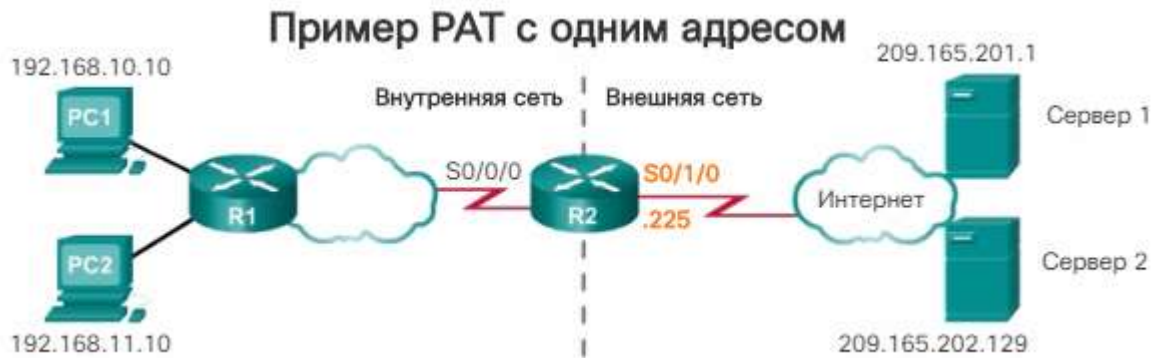 Пример PAT с одним адресом
192.168.10.10
209.165.201.1
Внутренняя сеть
Внешняя сеть
PC1
Сервер 1
S0/0/0
S0/1/0
R1
R2
.225
Интернет
PC2
Сервер 2
192.168.11.10
209.165.202.129